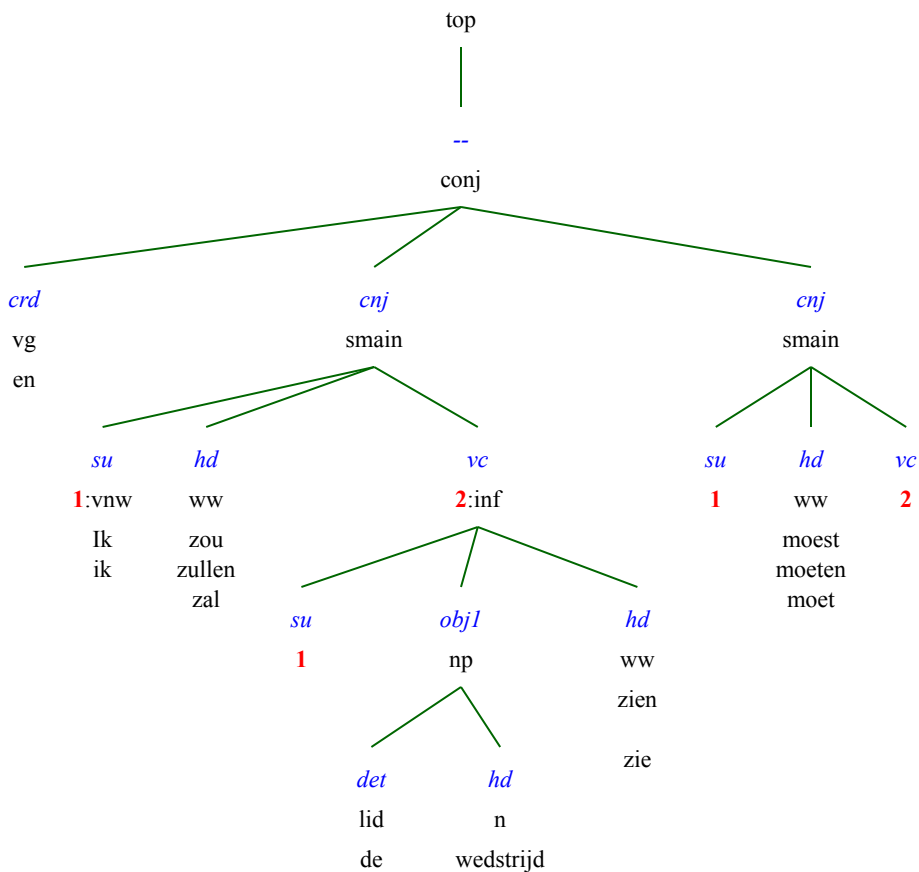 top
--
conj
crd cnj cnj
vg smain smain
en
su hd vc su hd vc
1:vnw ww 2:inf 1 ww 2
Ik zou moest
ik zullen moeten
zal moet
su obj1 hd
1 np ww
zien
zie
det hd
lid n
de wedstrijd